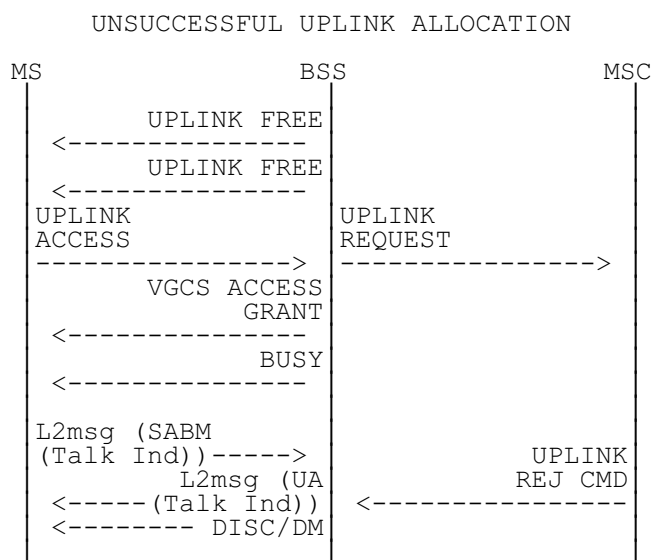 UNSUCCESSFUL UPLINK ALLOCATION
MS BSS MSC
UPLINK FREE
<---------------
UPLINK FREE
<---------------
UPLINK UPLINK
ACCESS REQUEST
----------------> ---------------->
VGCS ACCESS
GRANT
<---------------
BUSY
<---------------
L2msg (SABM
(Talk Ind))-----> UPLINK
L2msg (UA REJ CMD
<-----(Talk Ind)) <----------------
<-------- DISC/DM